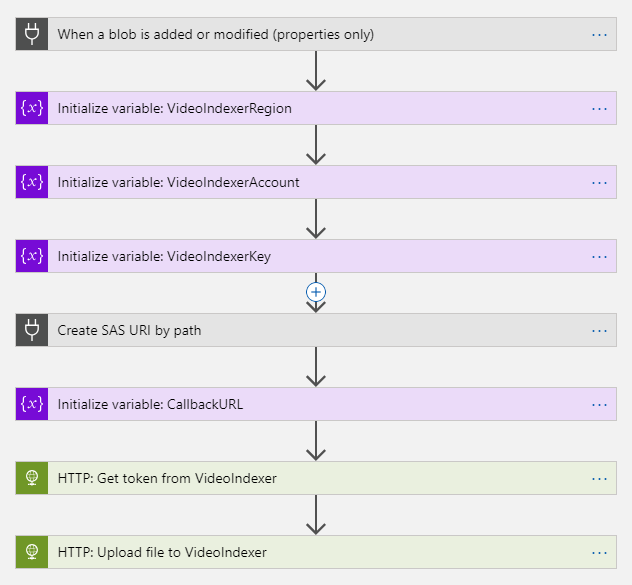 When a blob is added or modified (properties only) ...
{x} Initialize variable: VideoIndexerRegion ...
{x} Initialize variable: VideoIndexerAccount ...
{x} Initialize variable: VideoIndexerKey ...
Create SAS URI by path ...
{x} Initialize variable: CallbackURL ...
HTTP: Get token from VideoIndexer ...
HTTP: Upload file to VideoIndexer ...